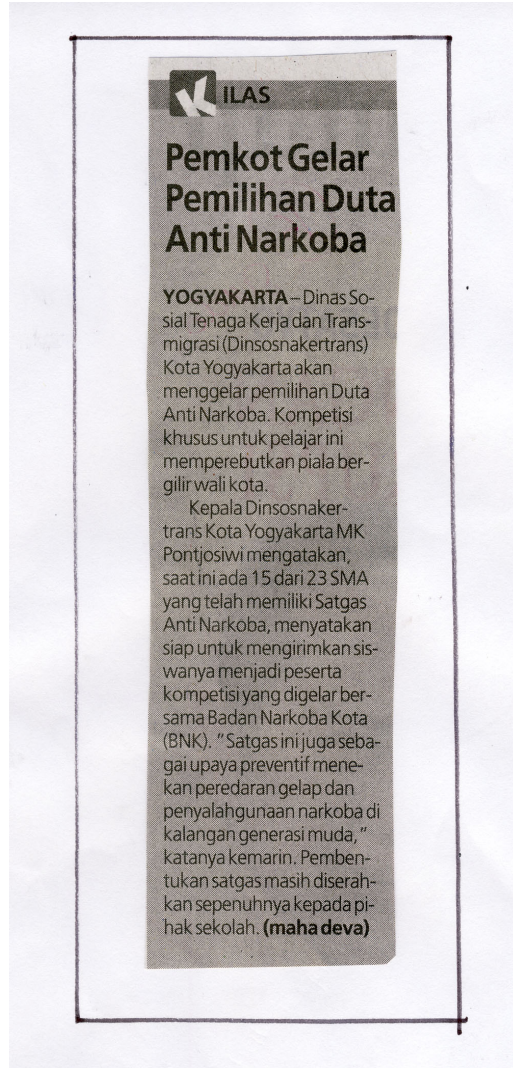 K ILAS
Pemkot Gelar
Pemilihan Duta
Anti Narkoba
YOGYAKARTA – Dinas So-
sial Tenaga Kerja dan Trans-
migrasi (Dinsosnakertrans)
Kota Yogyakarta akan
menggelar pemilihan Duta
Anti Narkoba. Kompetisi
khusus untuk pelajar ini
memperebutkan piala ber-
gilir wali kota.
Kepala Dinsosnaker-
trans Kota Yogyakarta MK
Pontjosiwi mengatakan,
saat ini ada 15 dari 23 SMA
yang telah memiliki Satgas
Anti Narkoba, menyatakan
siap untuk mengirimkan sis-
wanya menjadi peserta
kompetisi yang digelar ber-
sama Badan Narkoba Kota
(BNK). "Satgas ini juga seba-
gai upaya preventif mene-
kan peredaran gelap dan
penyalahgunaan narkoba di
kalangan generasi muda,"
katanya kemarin. Pemben-
tukan satgas masih diserah-
kan sepenuhnya kepada pi-
hak sekolah. (maha deva)